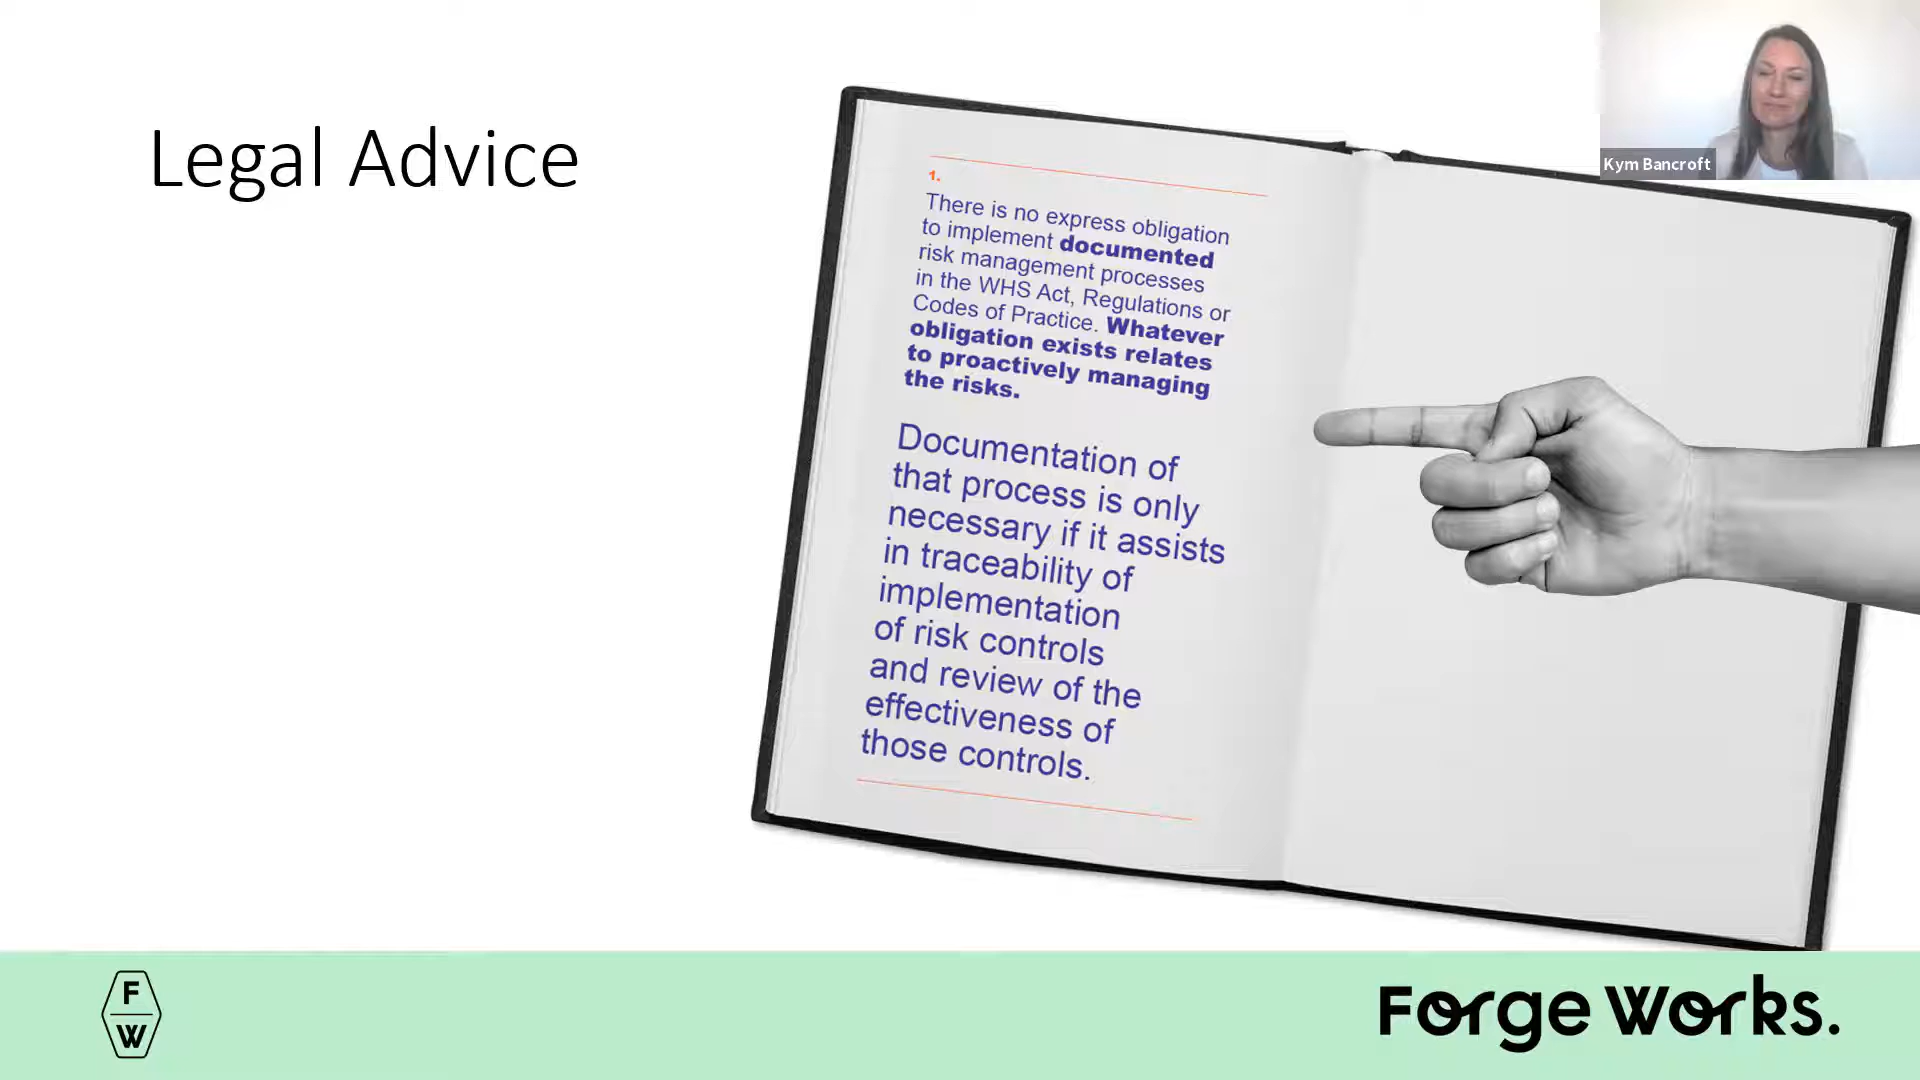 Legal Advice
1.
There is no express obligation
to implement documented
risk management processes
in the WHS Act, Regulations or
Codes of Practice. Whatever
obligation exists relates
to proactively managing
the risks.
Documentation of
that process is only
necessary if it assists
in traceability of
implementation
of risk controls
and review of the
effectiveness of
those controls.
Kym Bancroft
F
W
Forge Works.